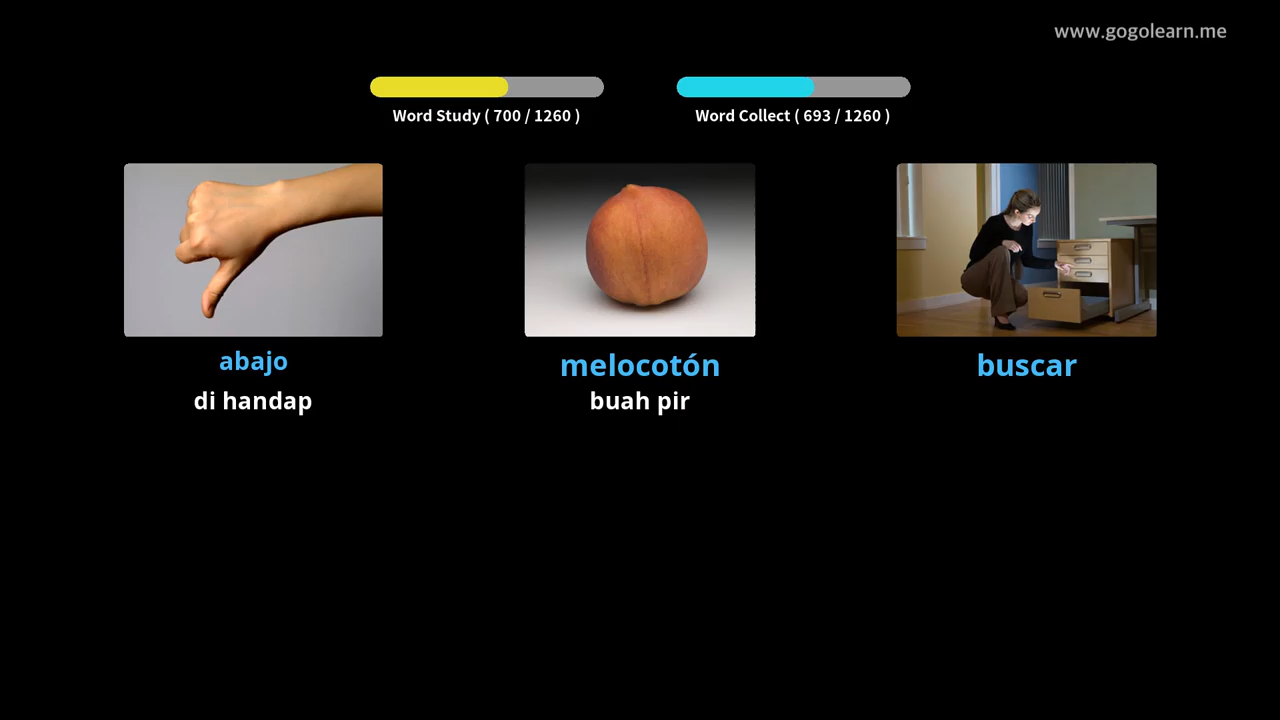 www.gogolearn.me
Word Study ( 700 / 1260 )
Word Collect ( 693 / 1260 )
abajo
di handap
melocotón
buah pir
buscar